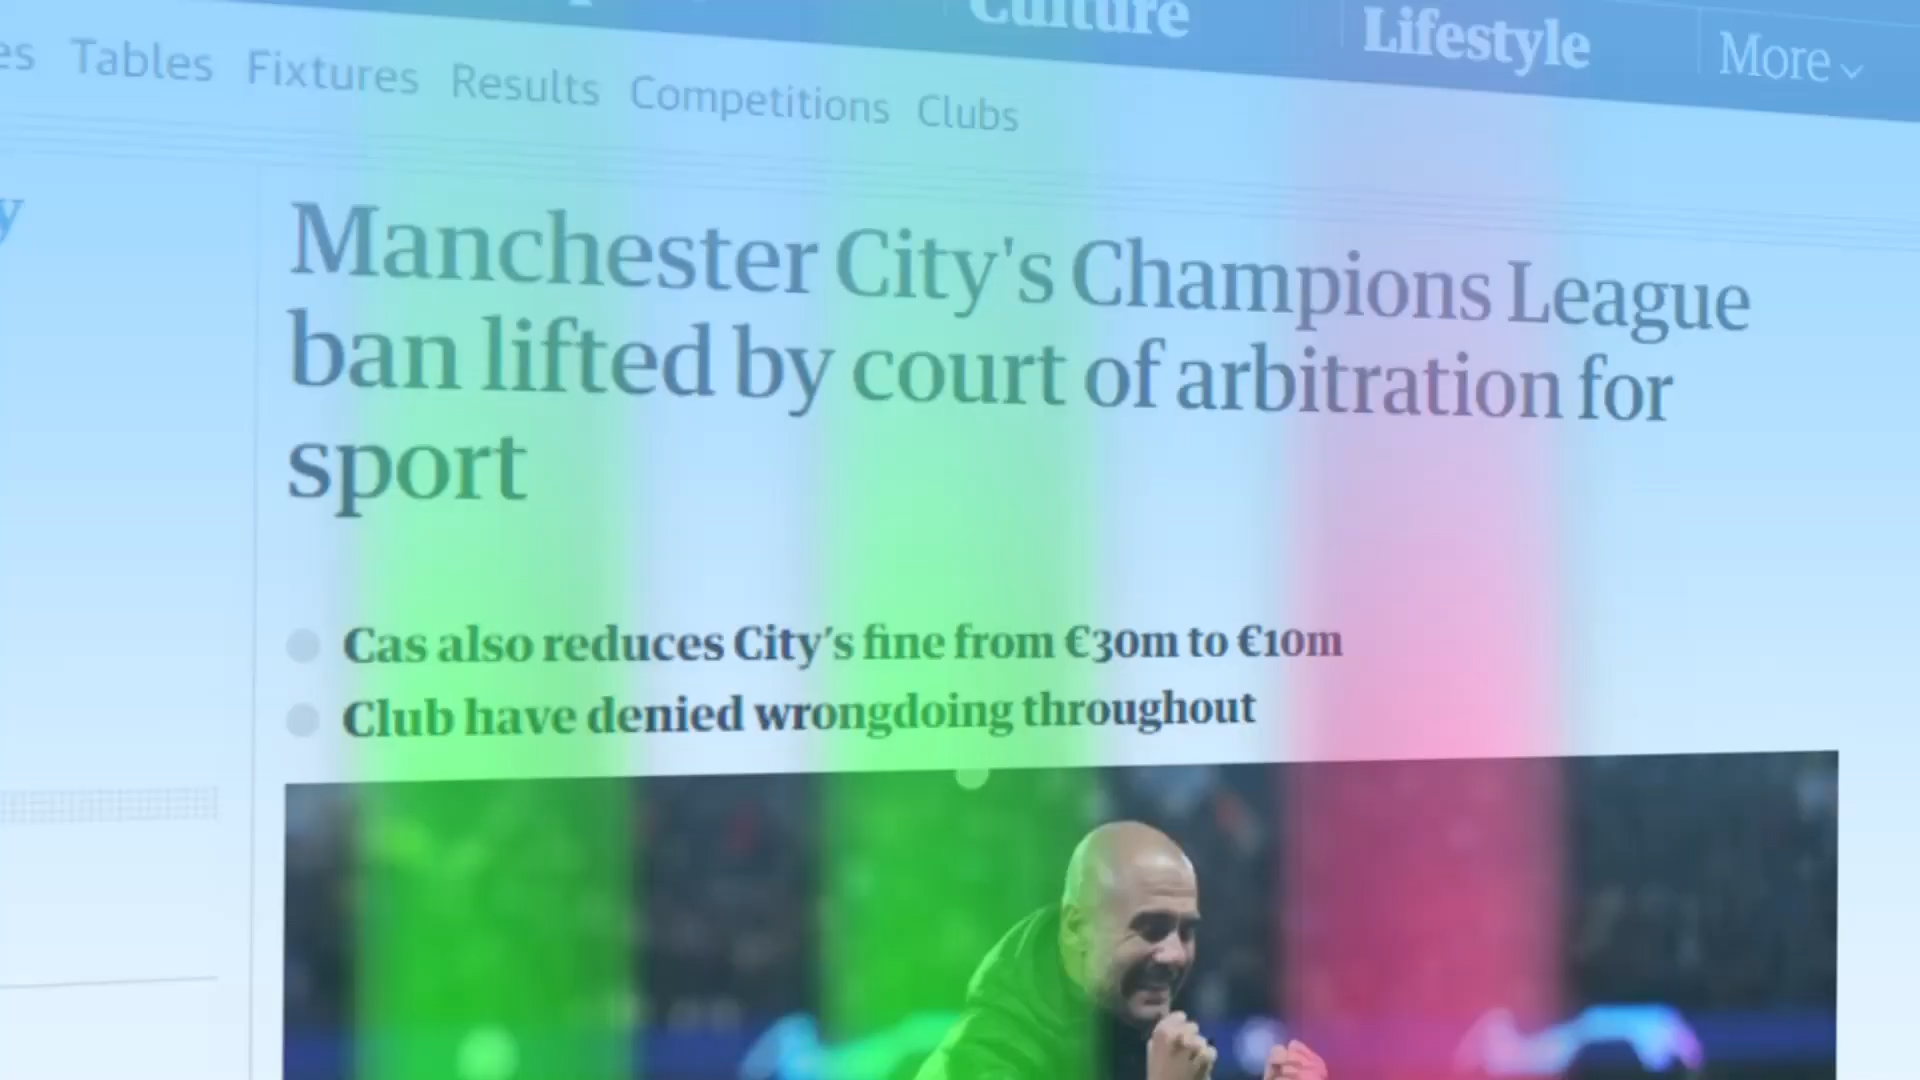 Culture Lifestyle More
Tables Fixtures Results Competitions Clubs
Manchester City's Champions League
ban lifted by court of arbitration for
sport
Cas also reduces City's fine from €30m to €10m
Club have denied wrongdoing throughout